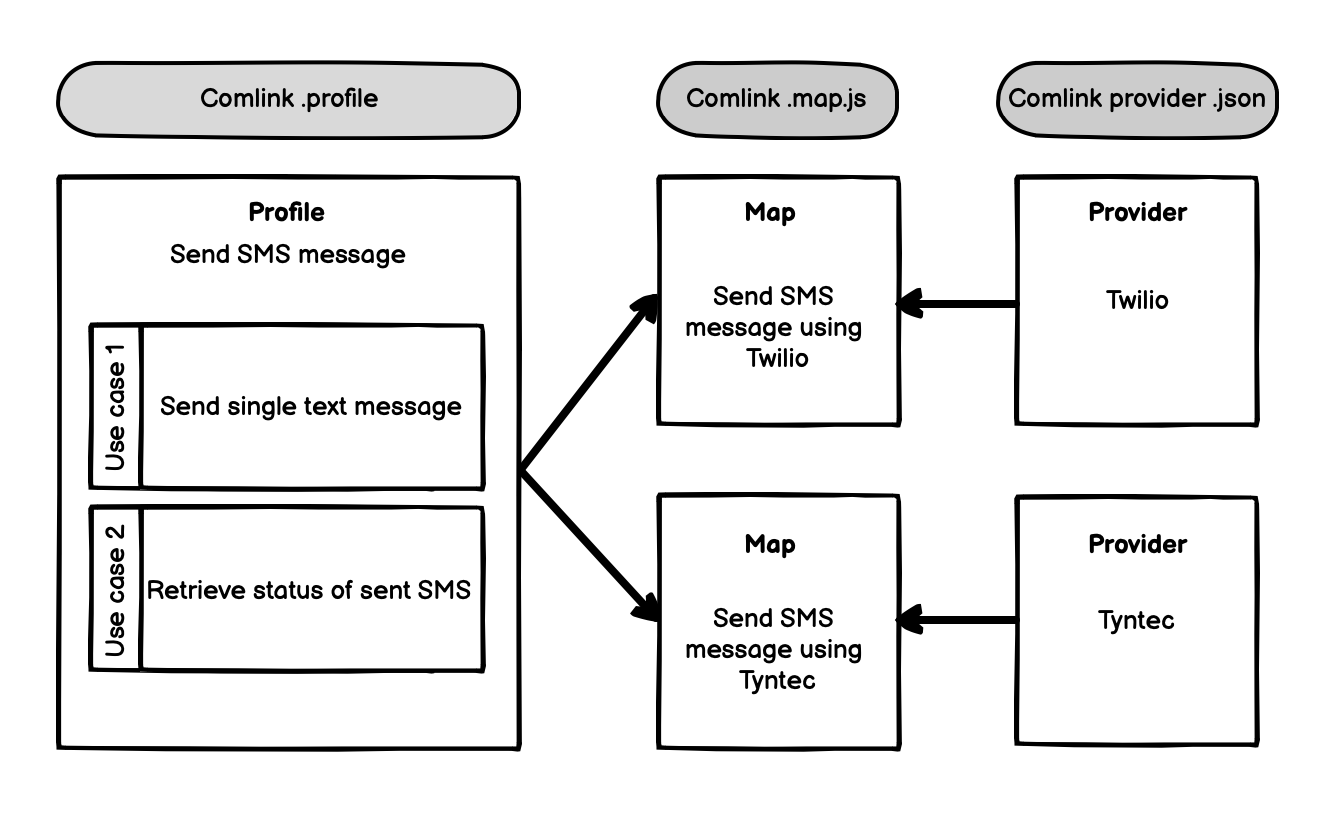 Comlink .profile
Comlink .map.js
Comlink provider .json
Profile
Send SMS message
Use case 1
Send single text message
Use case 2
Retrieve status of sent SMS
Map
Send SMS
message using
Twilio
Provider
Twilio
Map
Send SMS
message using
Tyntec
Provider
Tyntec